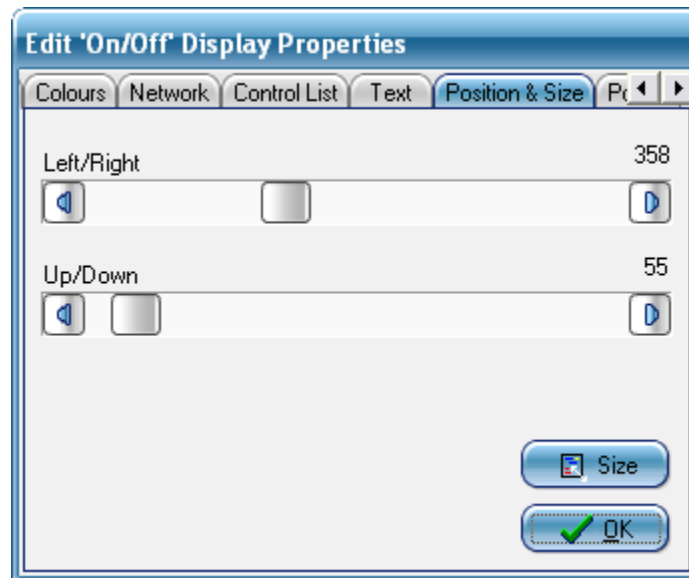 Edit 'On/Off' Display Properties
Colours Network Control List Text Position & Size
Left/Right 358
Up/Down 55
Size
OK